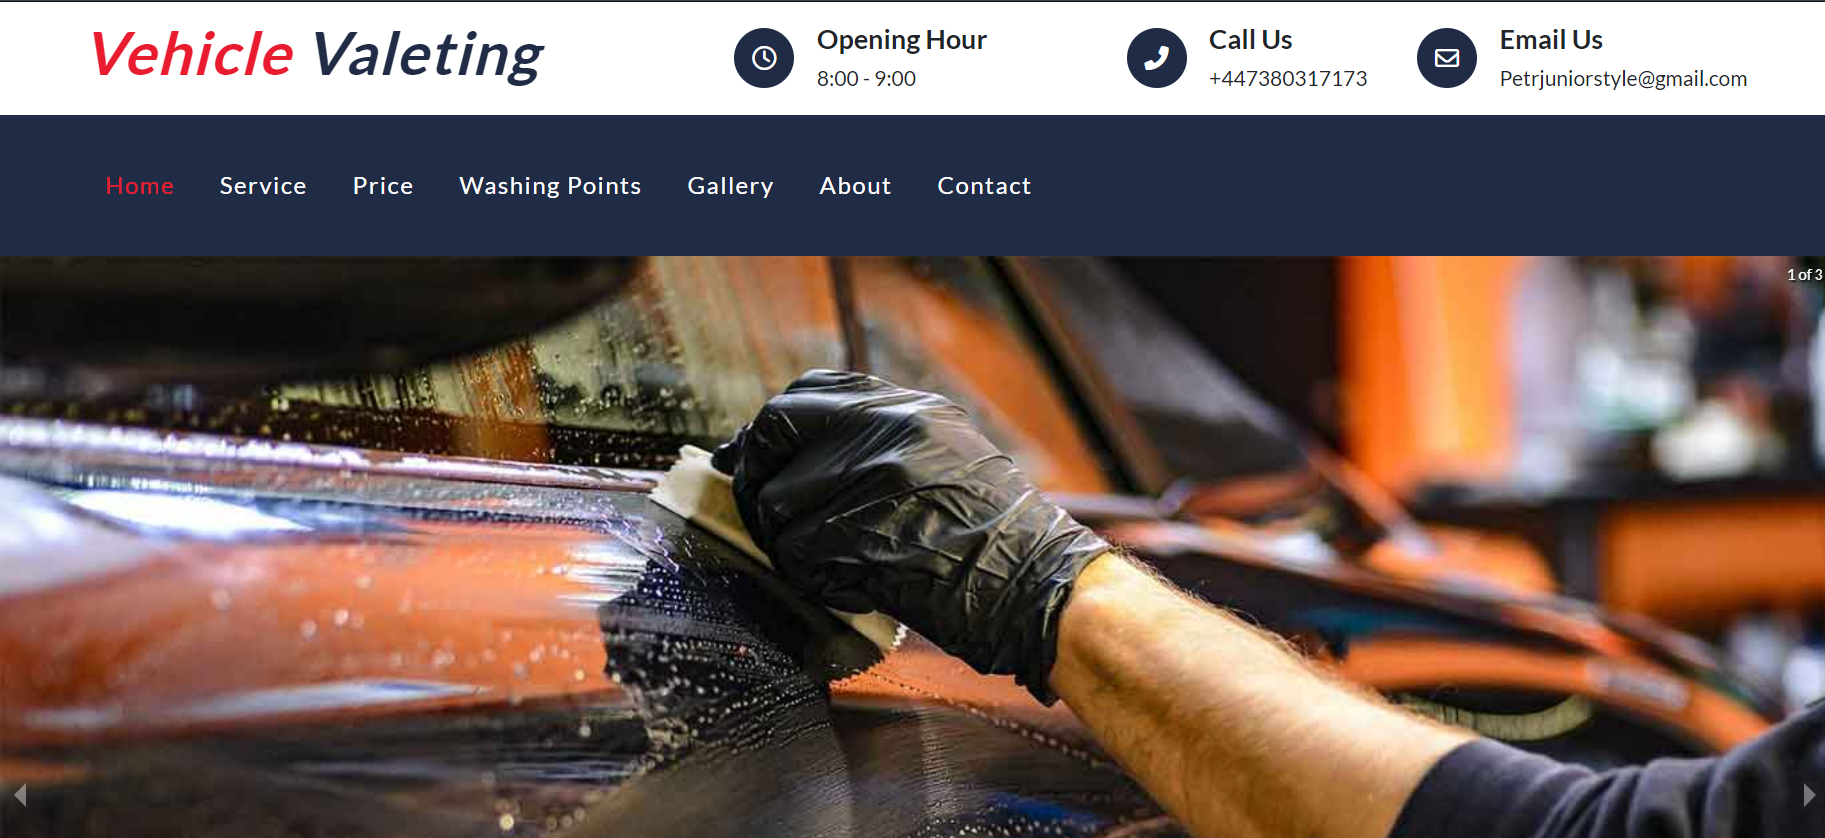 Vehicle Valeting
Opening Hour
8:00 - 9:00
Call Us
+447380317173
Email Us
Petrjuniorstyle@gmail.com
Home Service Price Washing Points Gallery About Contact
1 of 3